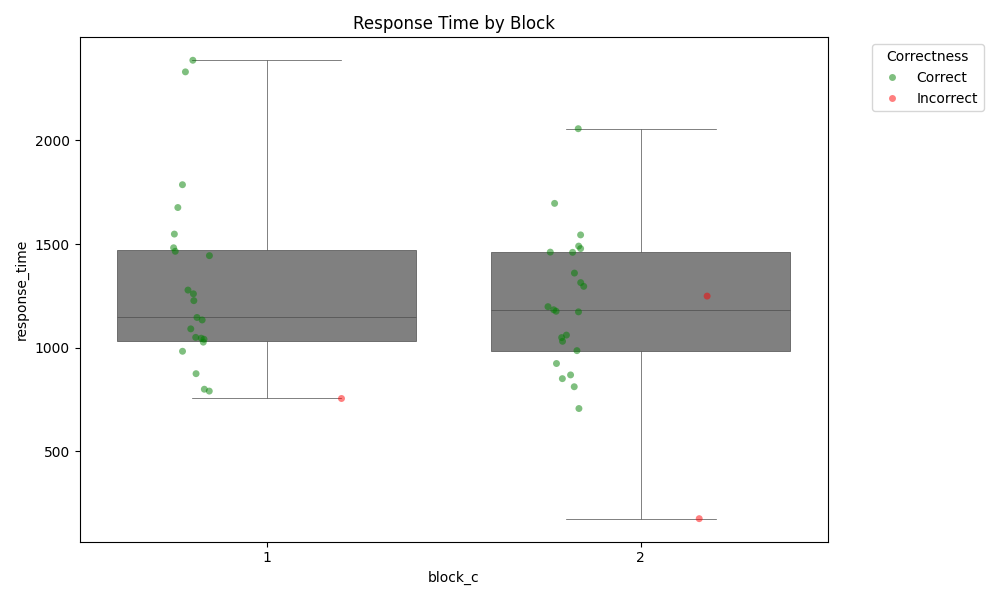 Response Time by Block
Correctness
Correct
Incorrect
response_time
2000
1500
1000
500
1
2
block_c